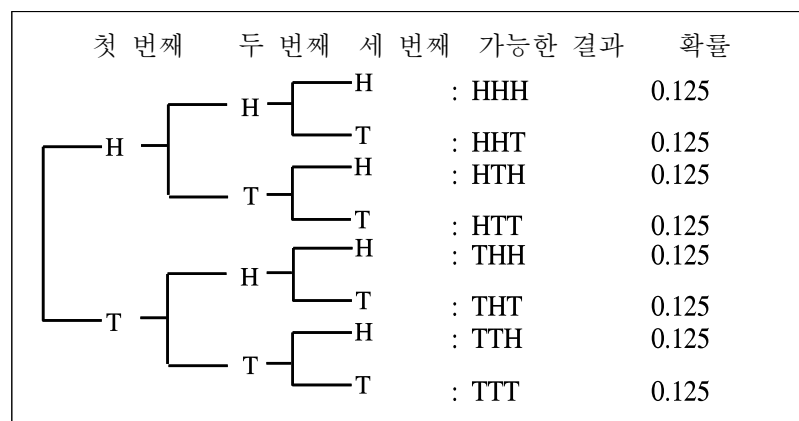 첫 번째 두 번째 세 번째 가능한 결과 확률
H : HHH 0.125
H
T : HHT 0.125
H
H : HTH 0.125
T
T : HTT 0.125
H : THH 0.125
H
T : THT 0.125
T
H : TTH 0.125
T
T : TTT 0.125